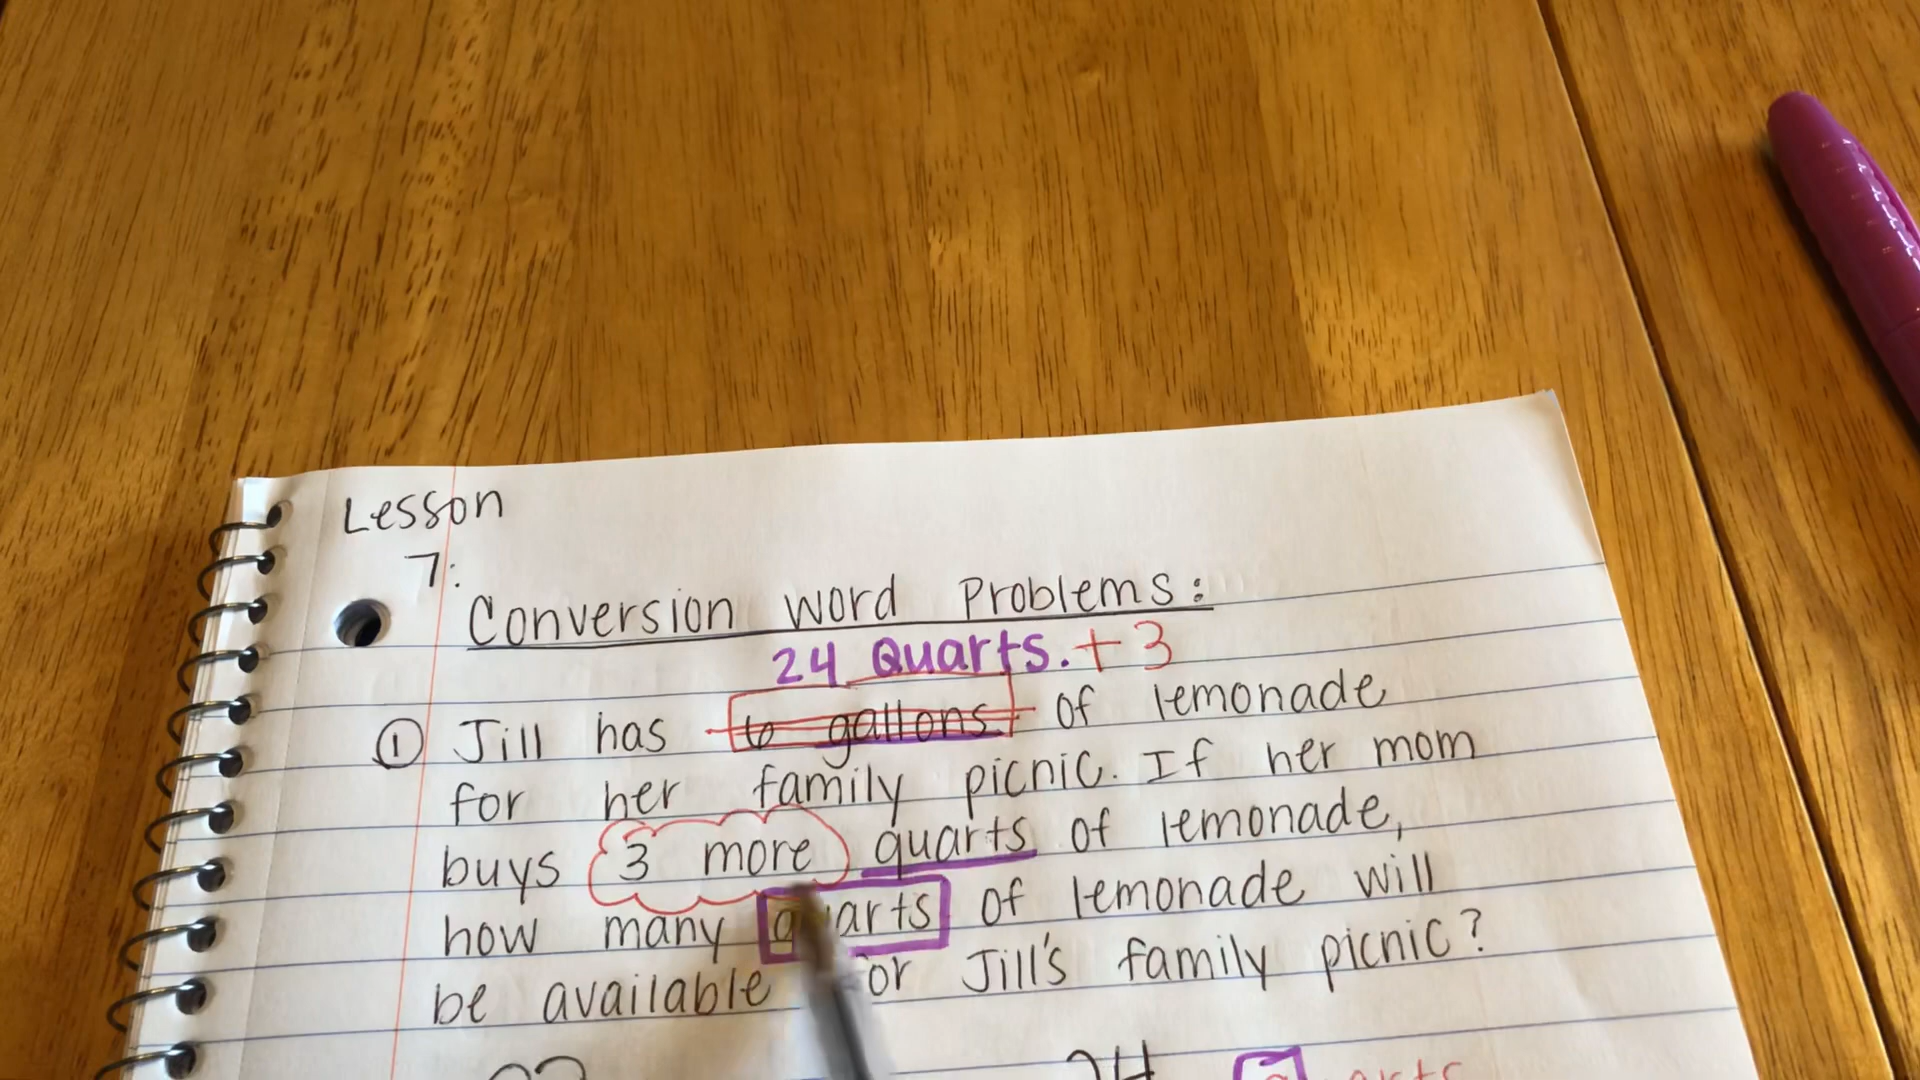 Lesson
7:
Conversion word Problems:
24 Quarts. + 3
① Jill has 6 gallons of lemonade
for her family picnic. If her mom
buys 3 more quarts of lemonade,
how many quarts of lemonade will
be available for Jill's family picnic?